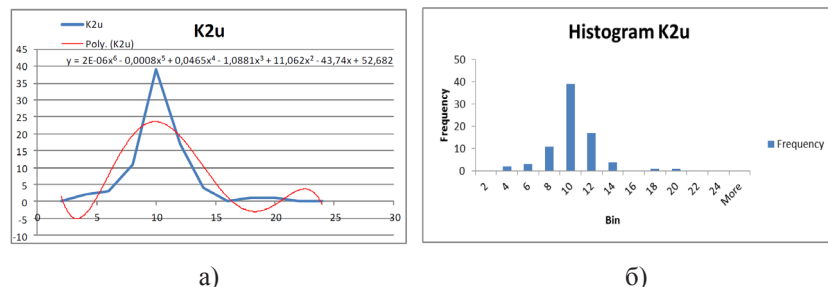 K2u
K2u
Poly. (K2u)
y = 2E-06x⁶ - 0,0008x⁵ + 0,0465x⁴ - 1,0881x³ + 11,062x² - 43,74x + 52,682
45
40
35
30
25
20
15
10
5
0
-5
-10
0 5 10 15 20 25 30
а)
Histogram K2u
Frequency
50
40
30
20
10
0
2 4 6 8 10 12 14 16 18 20 22 24 More
Bin
Frequency
б)